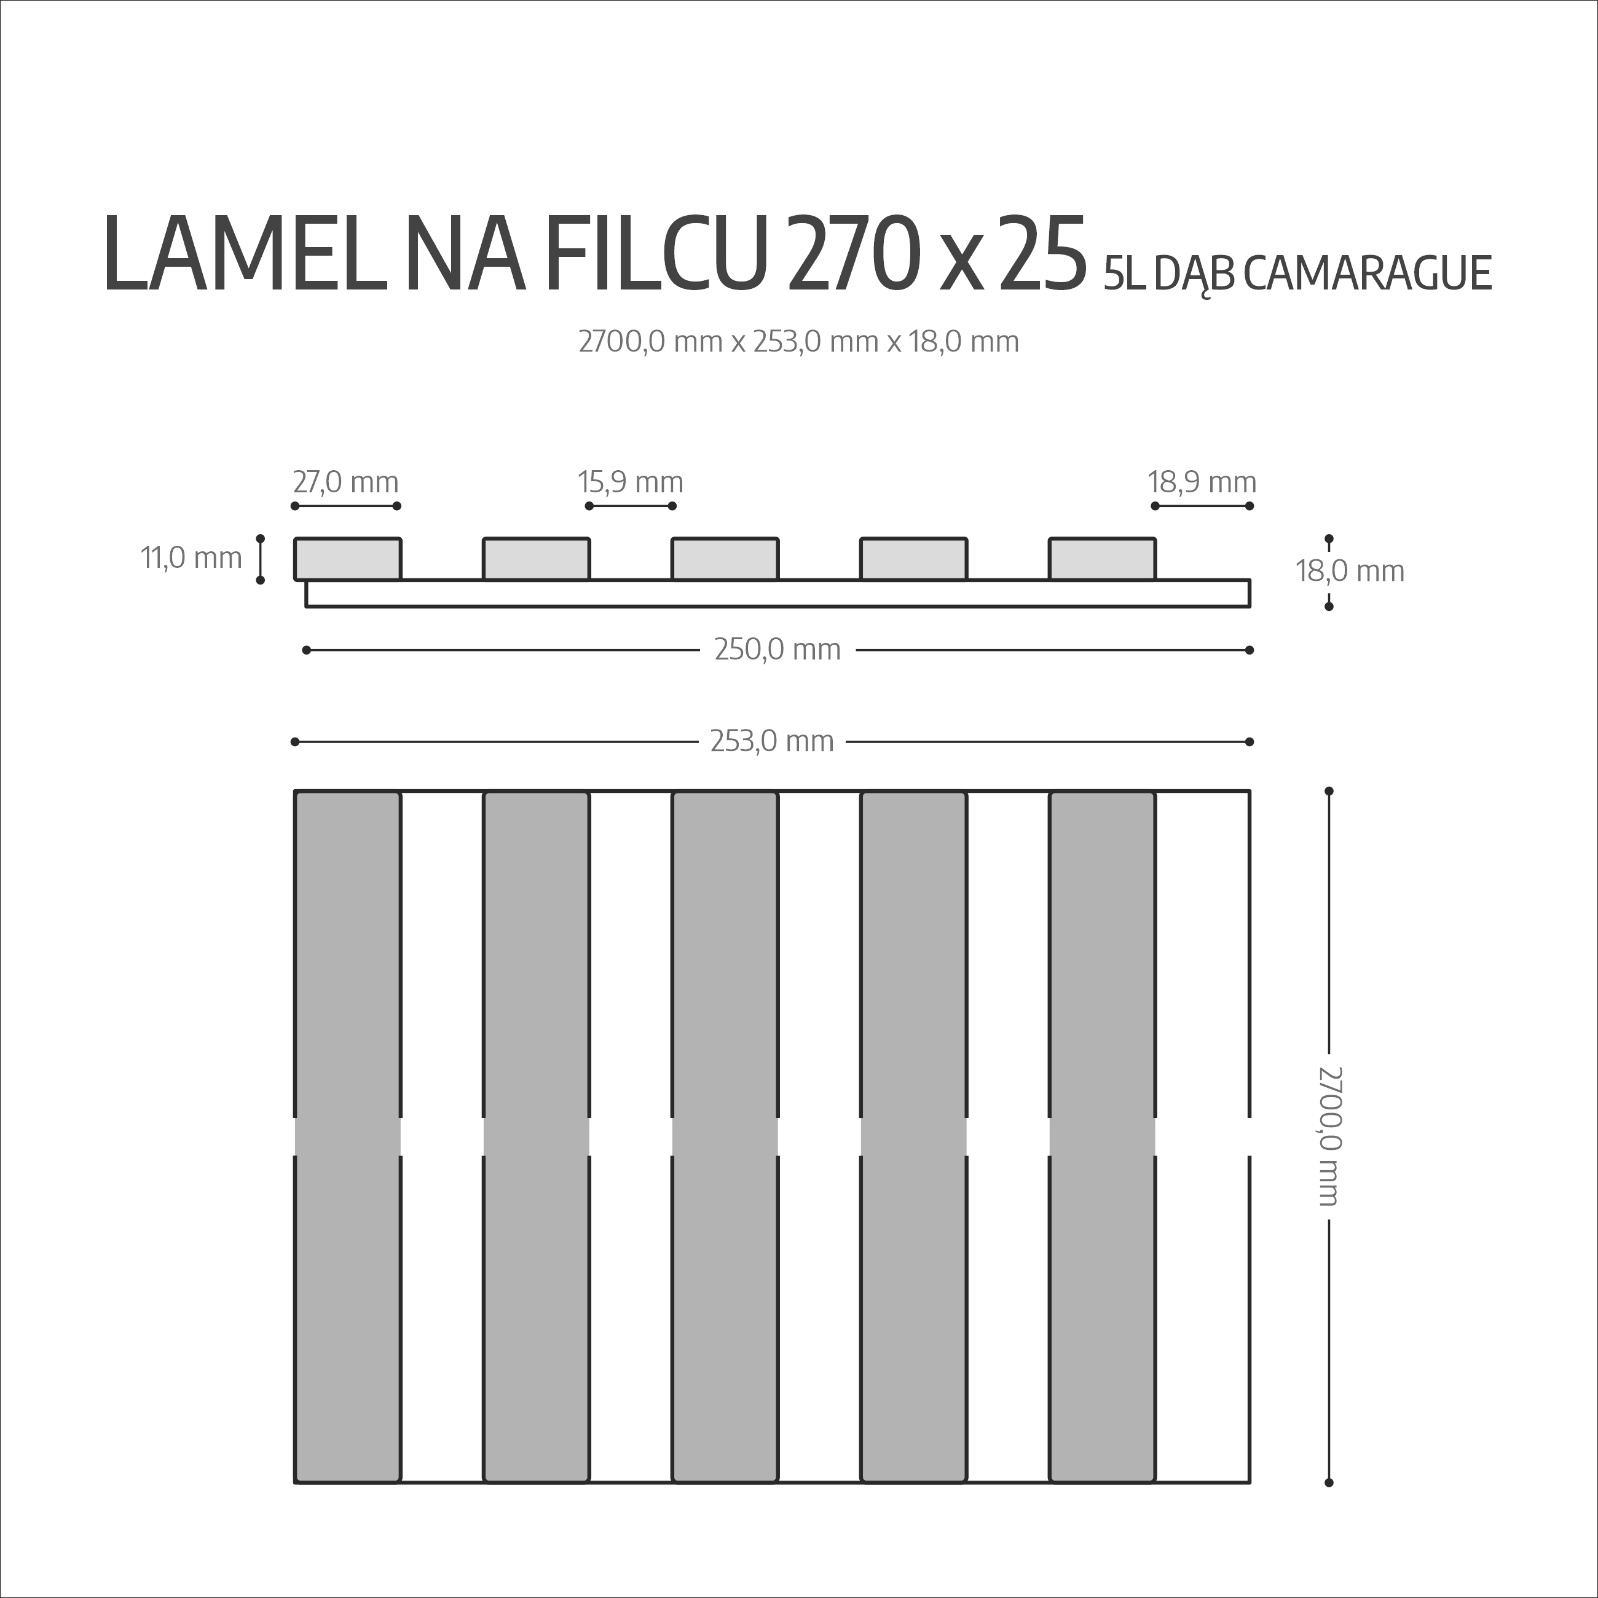 LAMEL NA FILCU 270 x 25 5L DĄB CAMARAGUE
2700,0 mm x 253,0 mm x 18,0 mm
27,0 mm
15,9 mm
18,9 mm
11,0 mm
18,0 mm
250,0 mm
253,0 mm
2700,0 mm